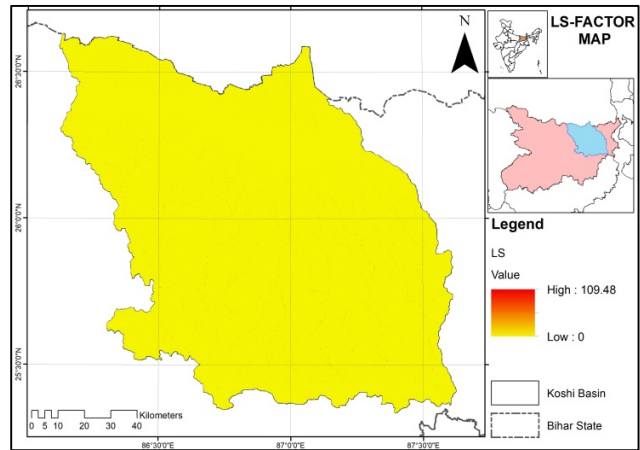 LS-FACTOR
MAP
N
26°30'0"N
26°0'0"N
25°30'0"N
86°30'0"E
87°0'0"E
87°30'0"E
0 5 10 20 30 40
Kilometers
Legend
LS
Value
High : 109.48
Low : 0
Koshi Basin
Bihar State